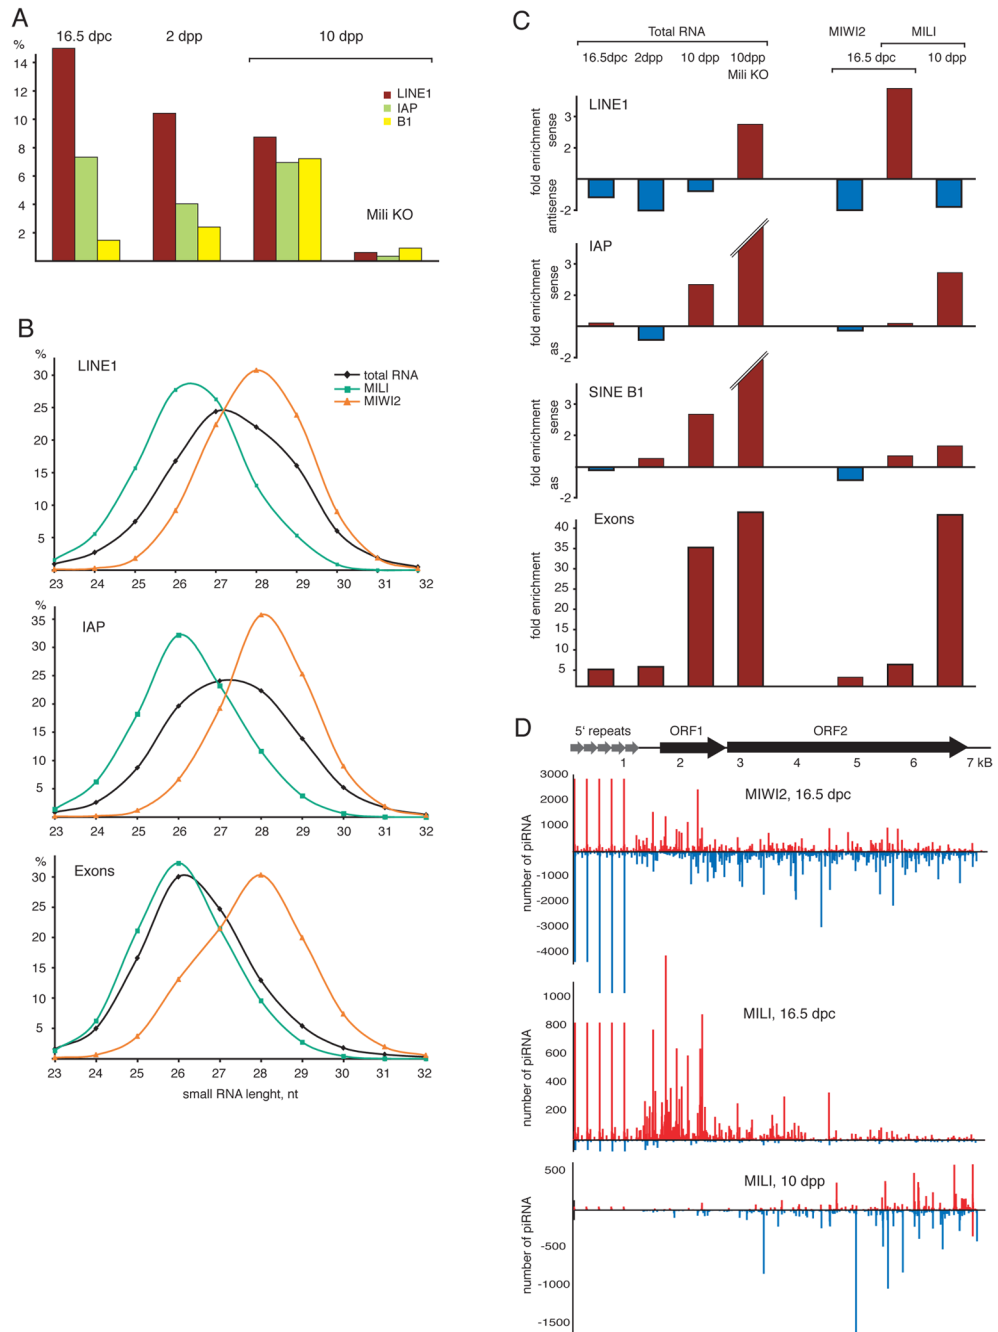 A
16.5 dpc
2 dpp
10 dpp
%
14
12
10
8
6
4
2
LINE1
IAP
B1
Mili KO
B
%
LINE1
30
25
20
15
10
5
total RNA
MILI
MIWI2
23 24 25 26 27 28 29 30 31 32
%
IAP
35
30
25
20
15
10
5
23 24 25 26 27 28 29 30 31 32
%
Exons
30
25
20
15
10
5
23 24 25 26 27 28 29 30 31 32
small RNA lenght, nt
C
Total RNA
MIWI2
MILI
16.5dpc 2dpp 10 dpp 10dpp
Mili KO
16.5 dpc
10 dpp
LINE1
fold enrichment
antisense sense
3
2
-2
IAP
fold enrichment
as sense
3
2
-2
SINE B1
fold enrichment
as sense
3
2
-2
Exons
fold enrichment
40
35
30
25
20
15
10
5
D
5' repeats
ORF1
ORF2
1 2 3 4 5 6 7 kB
MIWI2, 16.5 dpc
number of piRNA
3000
2000
1000
-1000
-2000
-3000
-4000
MILI, 16.5 dpc
number of piRNA
1000
800
600
400
200
MILI, 10 dpp
number of piRNA
500
-500
-1000
-1500